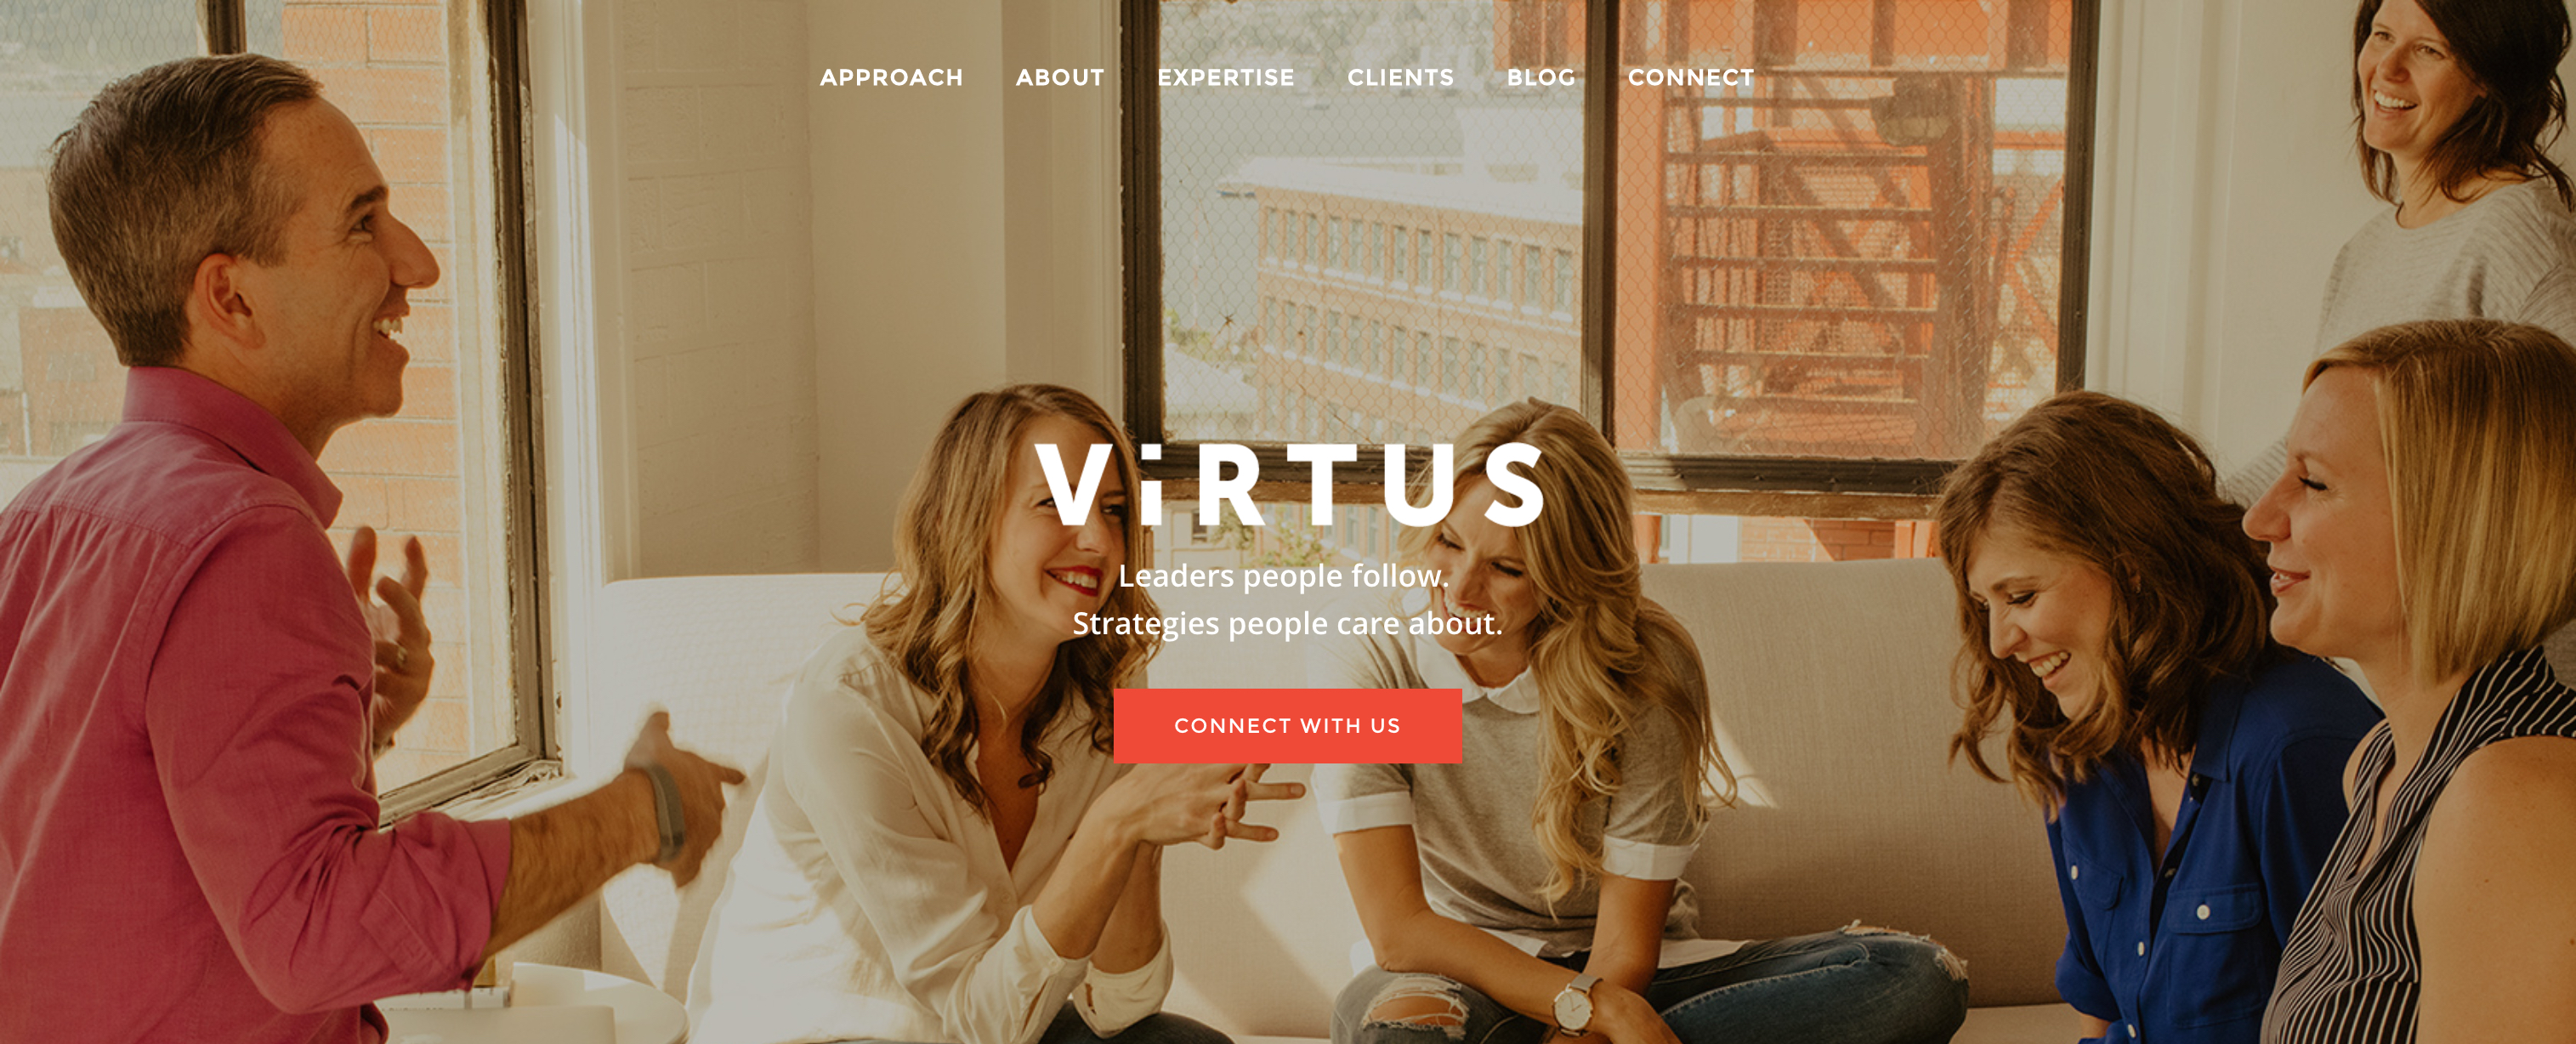 APPROACH ABOUT EXPERTISE CLIENTS BLOG CONNECT
ViRTUS
Leaders people follow.
Strategies people care about.
CONNECT WITH US